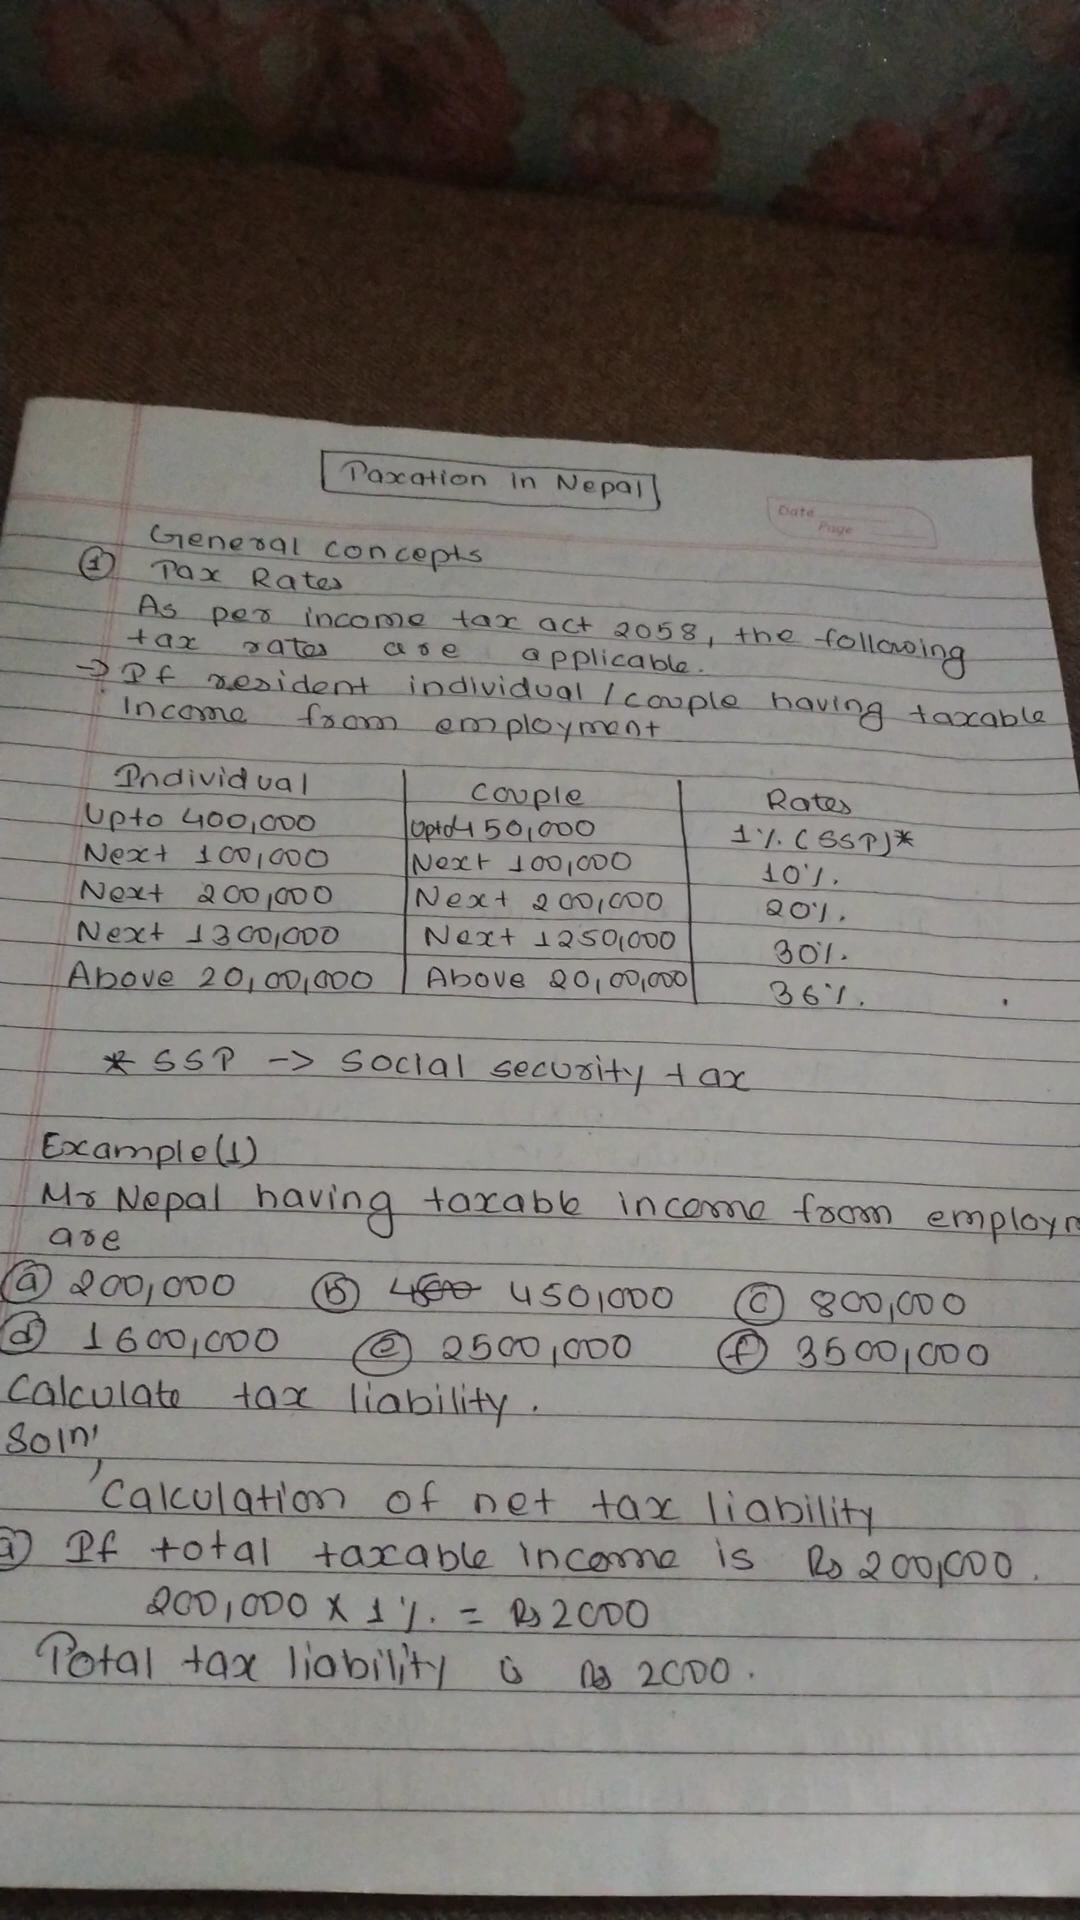 Taxation in Nepal
Date
Page
General concepts
① Tax Rates
As per income tax act 2058, the following
tax rates are applicable.
→ If resident individual / couple having taxable
Income from employment
Individual | couple | Rates
Upto 400,000 | Upto 450,000 | 1% (SST)*
Next 100,000 | Next 100,000 | 10%.
Next 200,000 | Next 200,000 | 20%.
Next 1300,000 | Next 1250,000 | 30%.
Above 20,00,000 | Above 20,00,000 | 36%.
* SST -> Social security tax
Example (1)
Mr Nepal having taxable income from employm
are
ⓐ 200,000 ⓑ 450,000 ⓒ 800,000
ⓓ 1600,000 ⓔ 2500,000 ⓕ 3500,000
Calculate tax liability.
Soln,
Calculation of net tax liability
a) If total taxable income is Rs 200,000.
200,000 x 1%. = Rs 2000
Total tax liability is Rs 2000.